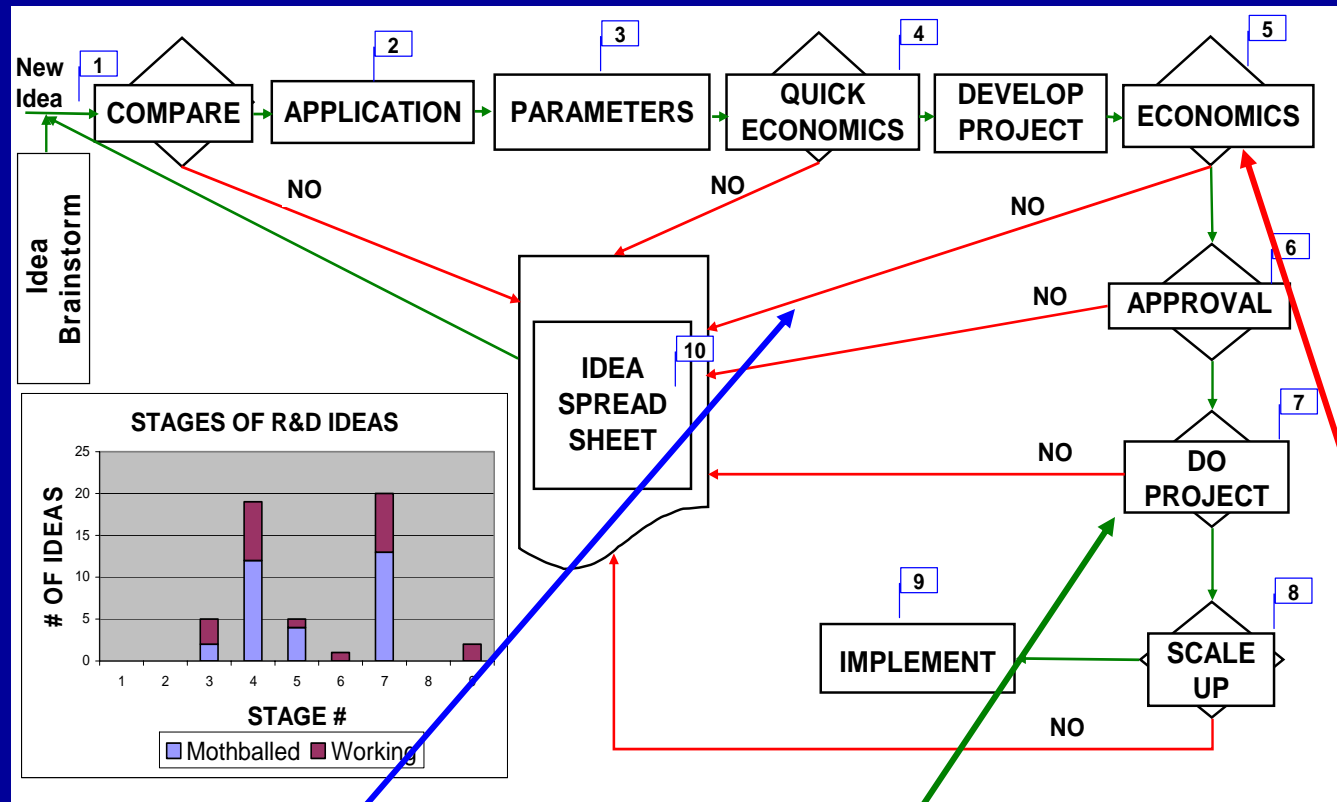 New
Idea
1
COMPARE
2
APPLICATION
3
PARAMETERS
4
QUICK
ECONOMICS
DEVELOP
PROJECT
5
ECONOMICS
Idea
Brainstorm
NO
NO
NO
6
APPROVAL
NO
10
IDEA
SPREAD
SHEET
7
DO
PROJECT
NO
8
SCALE
UP
9
IMPLEMENT
NO
STAGES OF R&D IDEAS
# OF IDEAS
25
20
15
10
5
0
1 2 3 4 5 6 7 8 9
STAGE #
Mothballed Working